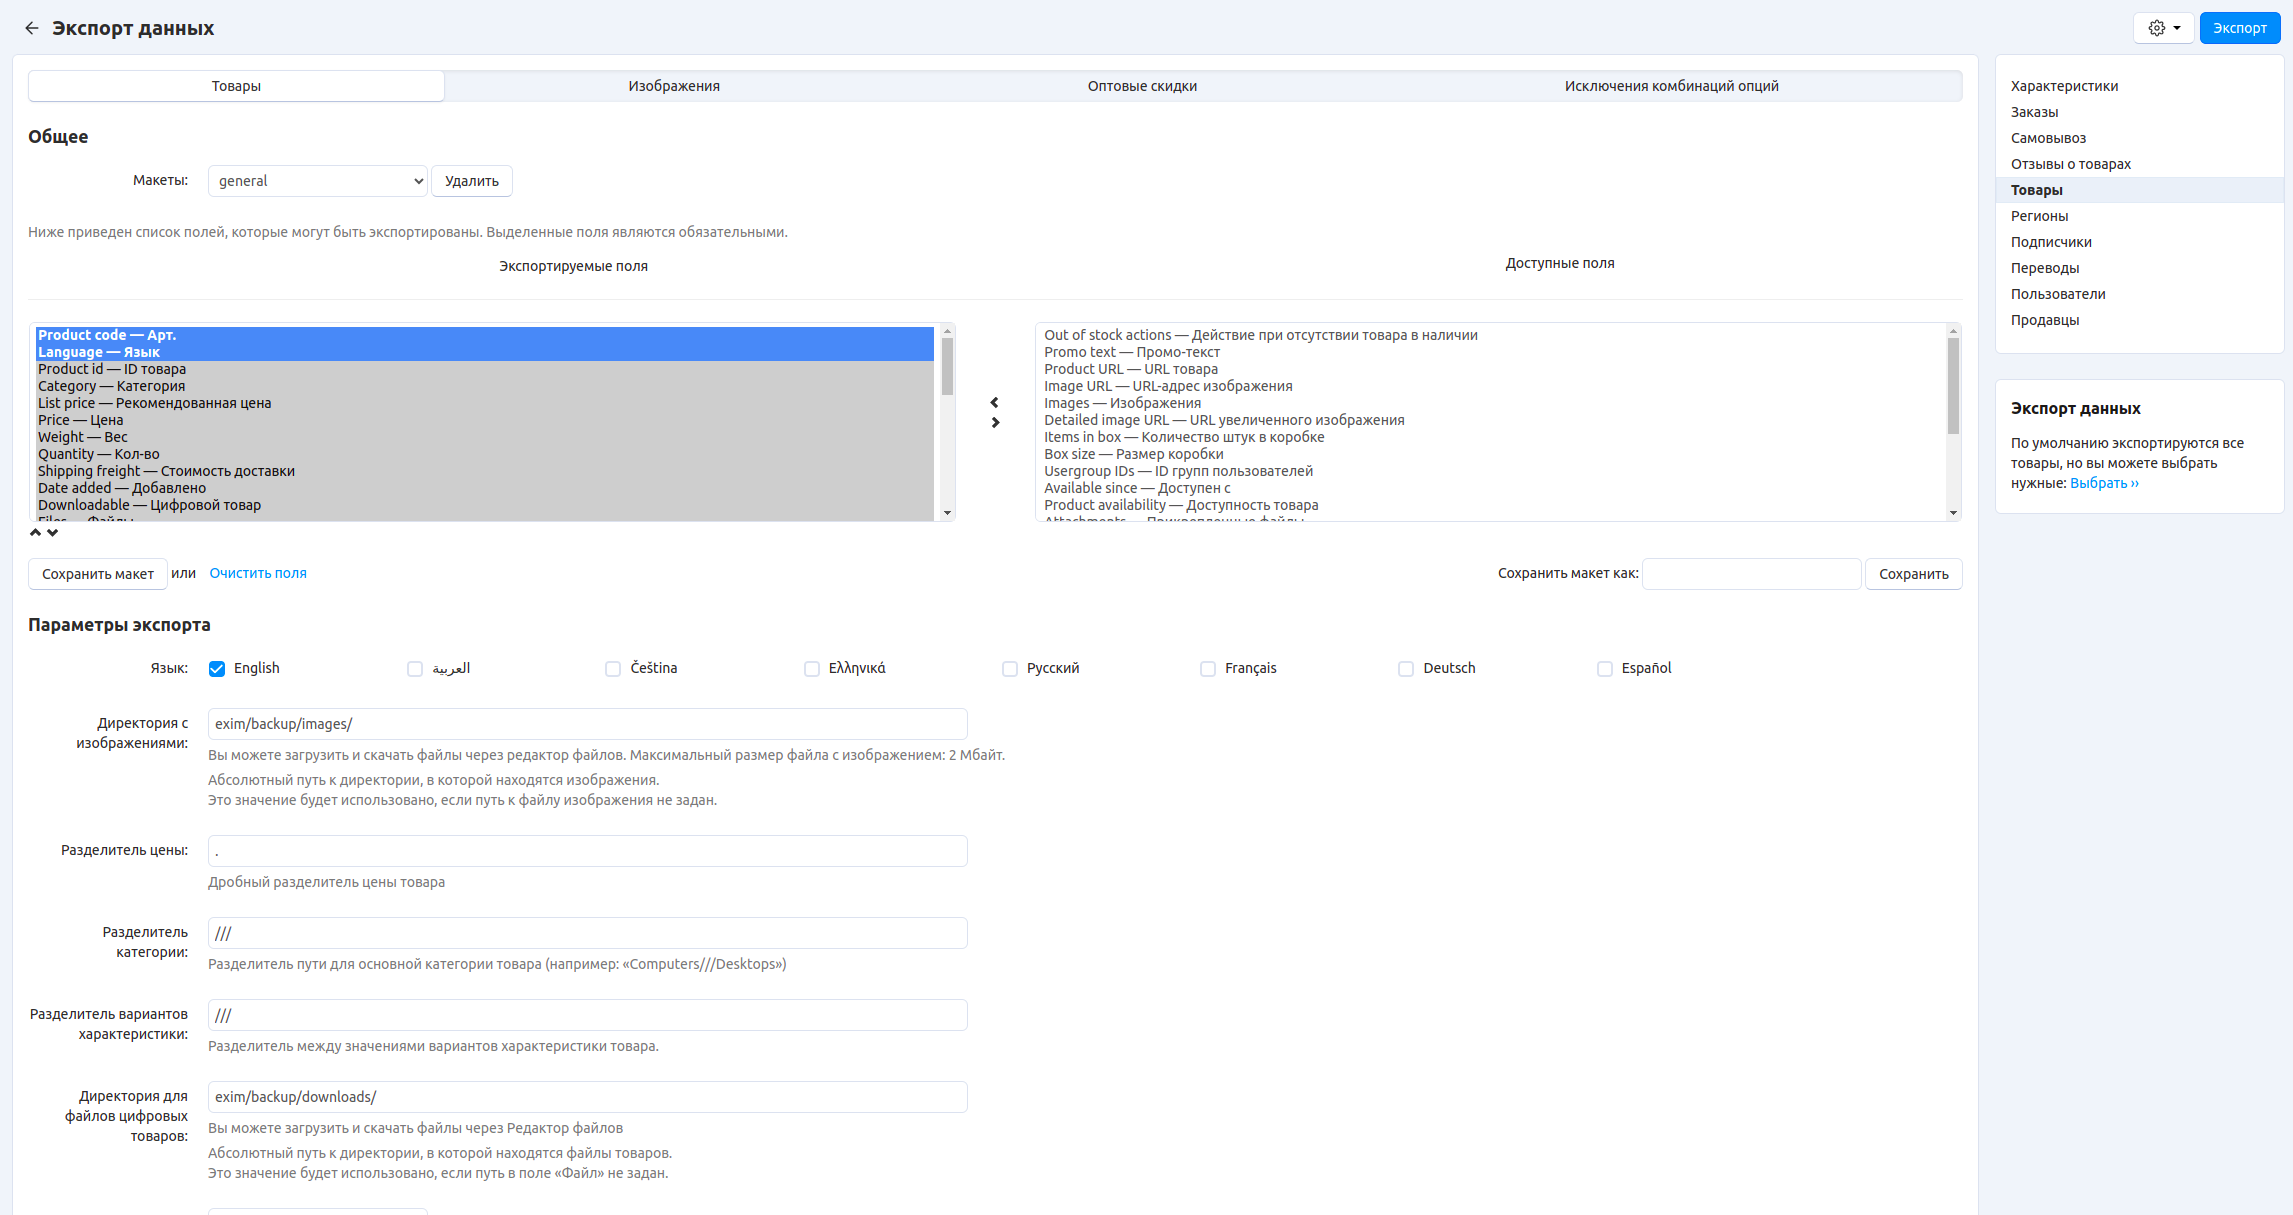 Экспорт данных
Экспорт
Товары
Изображения
Оптовые скидки
Исключения комбинаций опций
Общее
Макеты:
general
Удалить
Ниже приведен список полей, которые могут быть экспортированы. Выделенные поля являются обязательными.
Экспортируемые поля
Доступные поля
Product code — Арт.
Language — Язык
Product id — ID товара
Category — Категория
List price — Рекомендованная цена
Price — Цена
Weight — Вес
Quantity — Кол-во
Shipping freight — Стоимость доставки
Date added — Добавлено
Downloadable — Цифровой товар
Files — Файлы
Out of stock actions — Действие при отсутствии товара в наличии
Promo text — Промо-текст
Product URL — URL товара
Image URL — URL-адрес изображения
Images — Изображения
Detailed image URL — URL увеличенного изображения
Items in box — Количество штук в коробке
Box size — Размер коробки
Usergroup IDs — ID групп пользователей
Available since — Доступен с
Product availability — Доступность товара
Attachments — Прикрепленные файлы
Сохранить макет
или
Очистить поля
Сохранить макет как:
Сохранить
Параметры экспорта
Язык:
English
العربية
Čeština
Ελληνικά
Русский
Français
Deutsch
Español
Директория с
изображениями:
exim/backup/images/
Вы можете загрузить и скачать файлы через редактор файлов. Максимальный размер файла с изображением: 2 Мбайт.
Абсолютный путь к директории, в которой находятся изображения.
Это значение будет использовано, если путь к файлу изображения не задан.
Разделитель цены:
.
Дробный разделитель цены товара
Разделитель
категории:
///
Разделитель пути для основной категории товара (например: «Computers///Desktops»)
Разделитель вариантов
характеристики:
///
Разделитель между значениями вариантов характеристики товара.
Директория для
файлов цифровых
товаров:
exim/backup/downloads/
Вы можете загрузить и скачать файлы через Редактор файлов
Абсолютный путь к директории, в которой находятся файлы товаров.
Это значение будет использовано, если путь в поле «Файл» не задан.
Характеристики
Заказы
Самовывоз
Отзывы о товарах
Товары
Регионы
Подписчики
Переводы
Пользователи
Продавцы
Экспорт данных
По умолчанию экспортируются все
товары, но вы можете выбрать
нужные: Выбрать ››